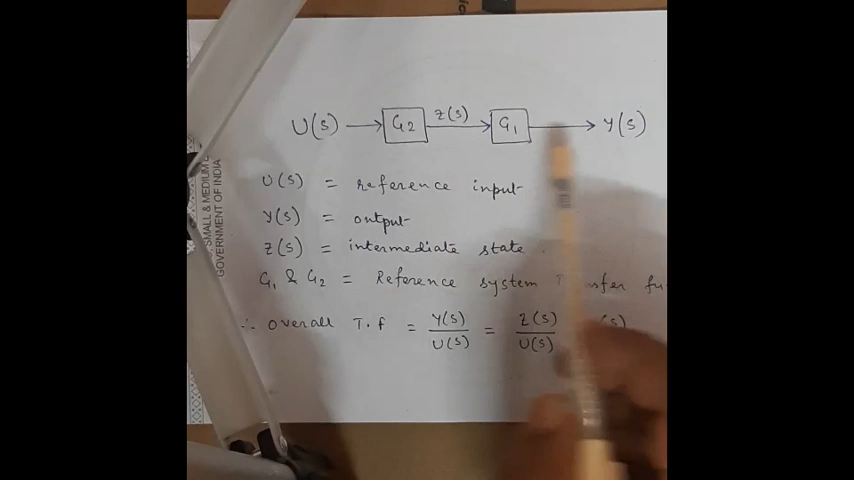 U(s) → G2 Z(s) → G1 → Y(s)
U(s) = reference input
Y(s) = output
Z(s) = intermediate state.
G1 & G2 = Reference system
∴ Overall T.f = Y(s)/U(s) = Z(s)/U(s) (s)
SMALL & MEDIUM
GOVERNMENT OF INDIA